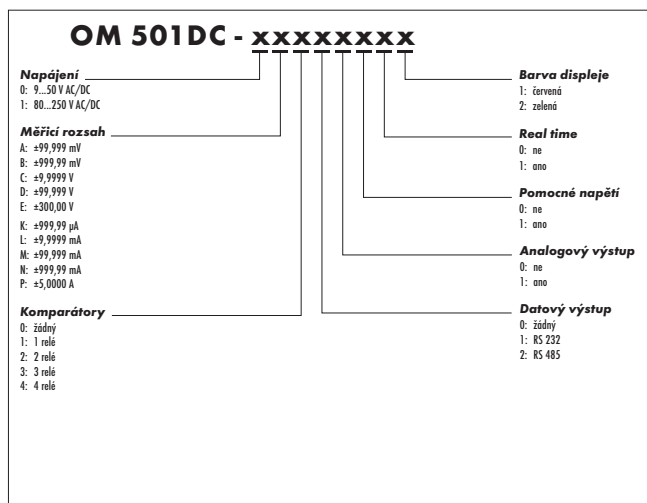 OM 501DC - xxxxxxxx
Napájení
0: 9...50 V AC/DC
1: 80...250 V AC/DC
Měřicí rozsah
A: ±99,999 mV
B: ±999,99 mV
C: ±9,9999 V
D: ±99,999 V
E: ±300,00 V
K: ±999,99 µA
L: ±9,9999 mA
M: ±99,999 mA
N: ±999,99 mA
P: ±5,0000 A
Komparátory
0: žádný
1: 1 relé
2: 2 relé
3: 3 relé
4: 4 relé
Barva displeje
1: červená
2: zelená
Real time
0: ne
1: ano
Pomocné napětí
0: ne
1: ano
Analogový výstup
0: ne
1: ano
Datový výstup
0: žádný
1: RS 232
2: RS 485